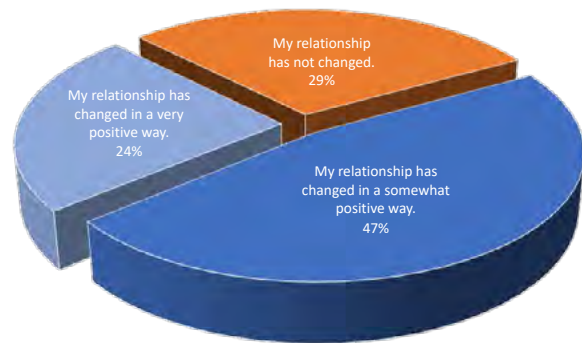 My relationship
has not changed.
29%
My relationship has
changed in a very
positive way.
24%
My relationship has
changed in a somewhat
positive way.
47%